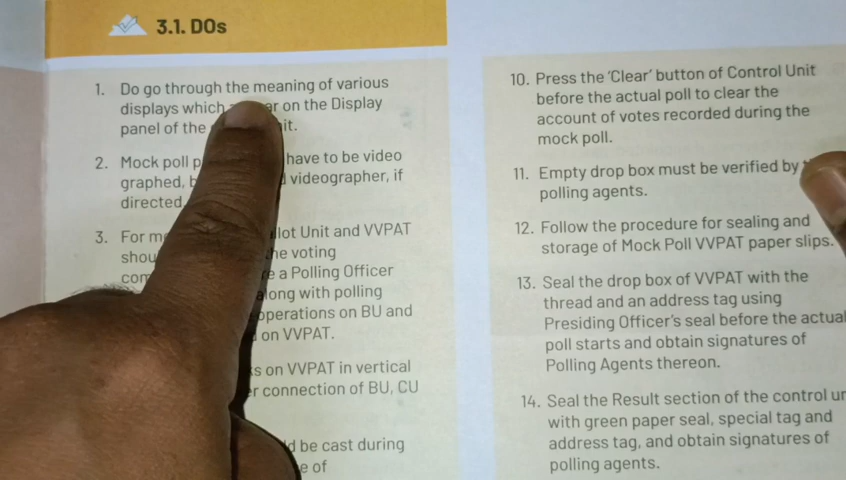 3.1. DOs
1. Do go through the meaning of various
displays which on the Display
panel of the
2. Mock poll have to be video
graphed, videographer, if
directed
3. For Unit and VVPAT
voting
a Polling Officer
along with polling
operations on BU and
on VVPAT.
on VVPAT in vertical
connection of BU, CU
be cast during
of
10. Press the ‘Clear’ button of Control Unit
before the actual poll to clear the
account of votes recorded during the
mock poll.
11. Empty drop box must be verified by
polling agents.
12. Follow the procedure for sealing and
storage of Mock Poll VVPAT paper slips.
13. Seal the drop box of VVPAT with the
thread and an address tag using
Presiding Officer's seal before the actual
poll starts and obtain signatures of
Polling Agents thereon.
14. Seal the Result section of the control
with green paper seal, special tag and
address tag, and obtain signatures of
polling agents.